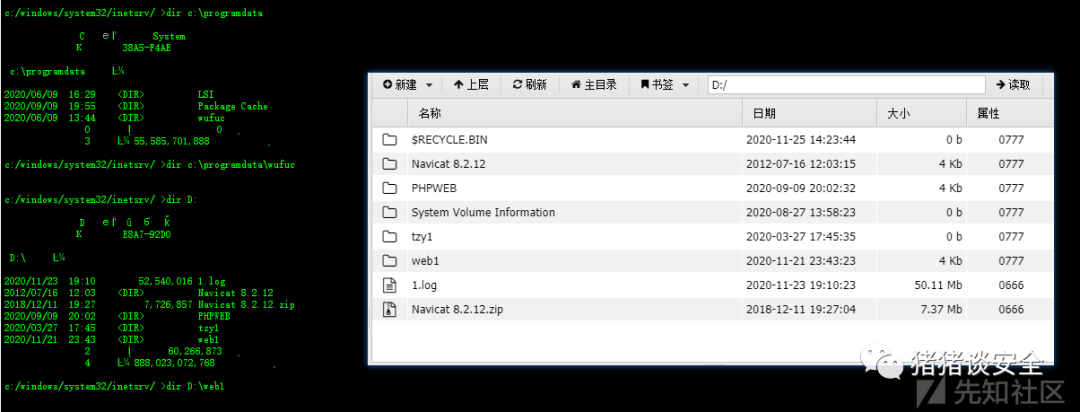 c:/windows/system32/inetsrv/ >dir c:\programdata
C System
K 38A5-F4AE
c:\programdata Ŀ¼
2020/06/09 16:29 <DIR> LSI
2020/09/09 19:55 <DIR> Package Cache
2020/06/09 13:44 <DIR> wufuc
0 0
3 Ŀ¼ 55,585,701,888
c:/windows/system32/inetsrv/ >dir c:\programdata\wufuc
c:/windows/system32/inetsrv/ >dir D:
D
K E8A7-92D0
D:\ Ŀ¼
2020/11/23 19:10 52,540,016 1.log
2012/07/16 12:03 <DIR> Navicat 8.2.12
2018/12/11 19:27 7,726,857 Navicat 8.2.12.zip
2020/09/09 20:02 <DIR> PHPWEB
2020/03/27 17:45 <DIR> tzy1
2020/11/21 23:43 <DIR> web1
2 60,266,873
4 Ŀ¼ 888,023,072,768
c:/windows/system32/inetsrv/ >dir D:\web1
新建 上层 刷新 主目录 书签 D:/ 读取
名称 日期 大小 属性
$RECYCLE.BIN 2020-11-25 14:23:44 0 b 0777
Navicat 8.2.12 2012-07-16 12:03:15 4 Kb 0777
PHPWEB 2020-09-09 20:02:32 4 Kb 0777
System Volume Information 2020-08-27 13:58:23 0 b 0777
tzy1 2020-03-27 17:45:35 0 b 0777
web1 2020-11-21 23:43:23 4 Kb 0777
1.log 2020-11-23 19:10:23 50.11 Mb 0666
Navicat 8.2.12.zip 2018-12-11 19:27:04 7.37 Mb 0666
猪猪谈安全
先知社区